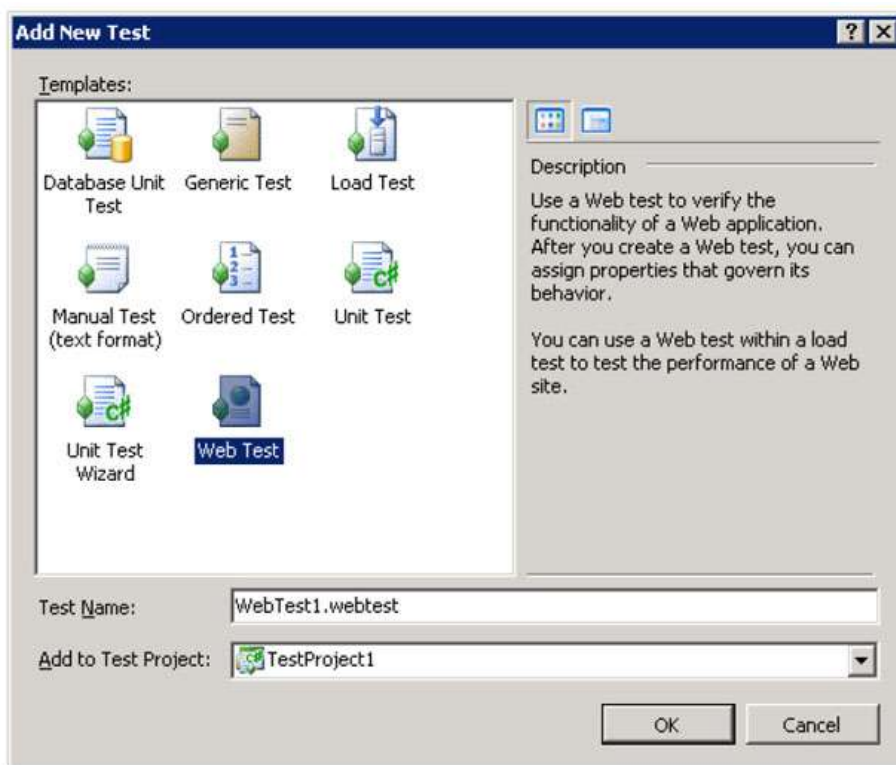 Add New Test
Templates:
Database Unit
Test
Generic Test
Load Test
Manual Test
(text format)
Ordered Test
Unit Test
Unit Test
Wizard
Web Test
Description
Use a Web test to verify the
functionality of a Web application.
After you create a Web test, you can
assign properties that govern its
behavior.
You can use a Web test within a load
test to test the performance of a Web
site.
Test Name:
WebTest1.webtest
Add to Test Project:
TestProject1
OK
Cancel